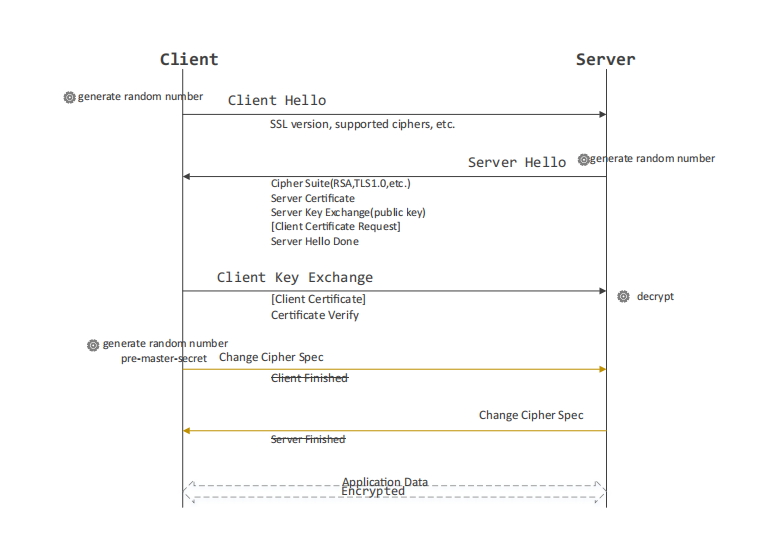 Client
Server
generate random number
Client Hello
SSL version, supported ciphers, etc.
Server Hello
generate random number
Cipher Suite(RSA,TLS1.0,etc.)
Server Certificate
Server Key Exchange(public key)
[Client Certificate Request]
Server Hello Done
Client Key Exchange
[Client Certificate]
decrypt
Certificate Verify
generate random number
pre-master-secret
Change Cipher Spec
Client Finished
Change Cipher Spec
Server Finished
Application Data
Encrypted